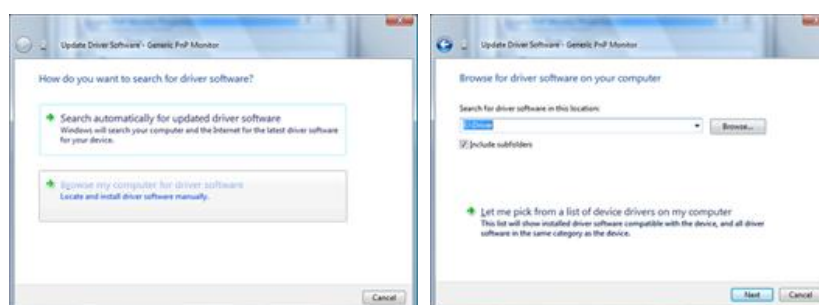 Update Driver Software - Generic PnP Monitor
How do you want to search for driver software?
Search automatically for updated driver software
Windows will search your computer and the Internet for the latest driver software
for your device.
Browse my computer for driver software
Locate and install driver software manually.
Cancel
Update Driver Software - Generic PnP Monitor
Browse for driver software on your computer
Search for driver software in this location:
Browse...
Include subfolders
Let me pick from a list of device drivers on my computer
This list will show installed driver software compatible with the device, and all driver
software in the same category as the device.
Next
Cancel